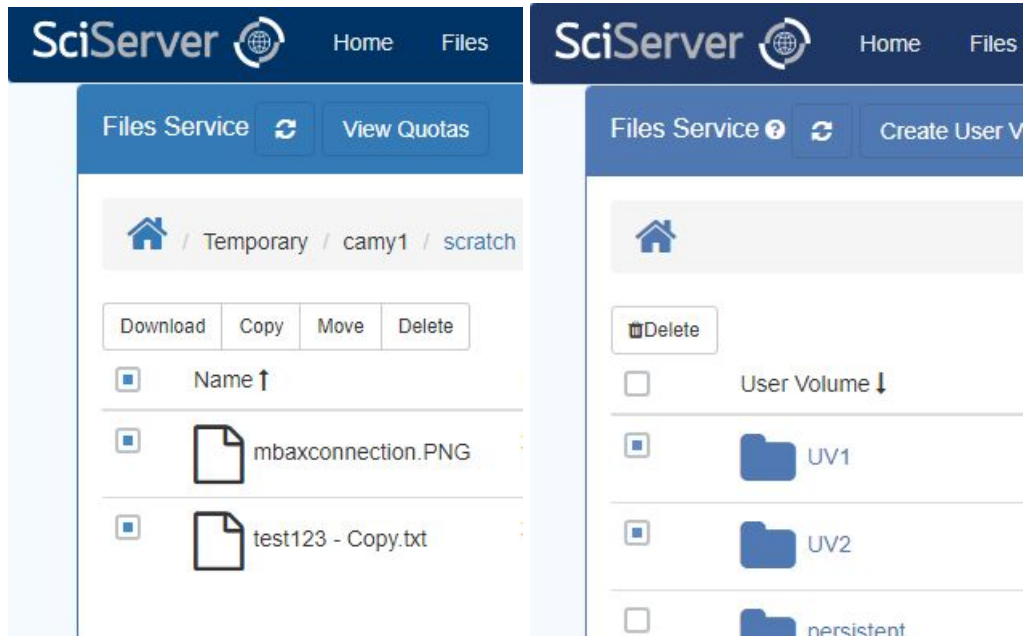 SciServer Home Files
Files Service View Quotas
/ Temporary / camy1 / scratch
Download Copy Move Delete
Name
mbaxconnection.PNG
test123 - Copy.txt
SciServer Home Files
Files Service Create User V
Delete
User Volume
UV1
UV2
persistent